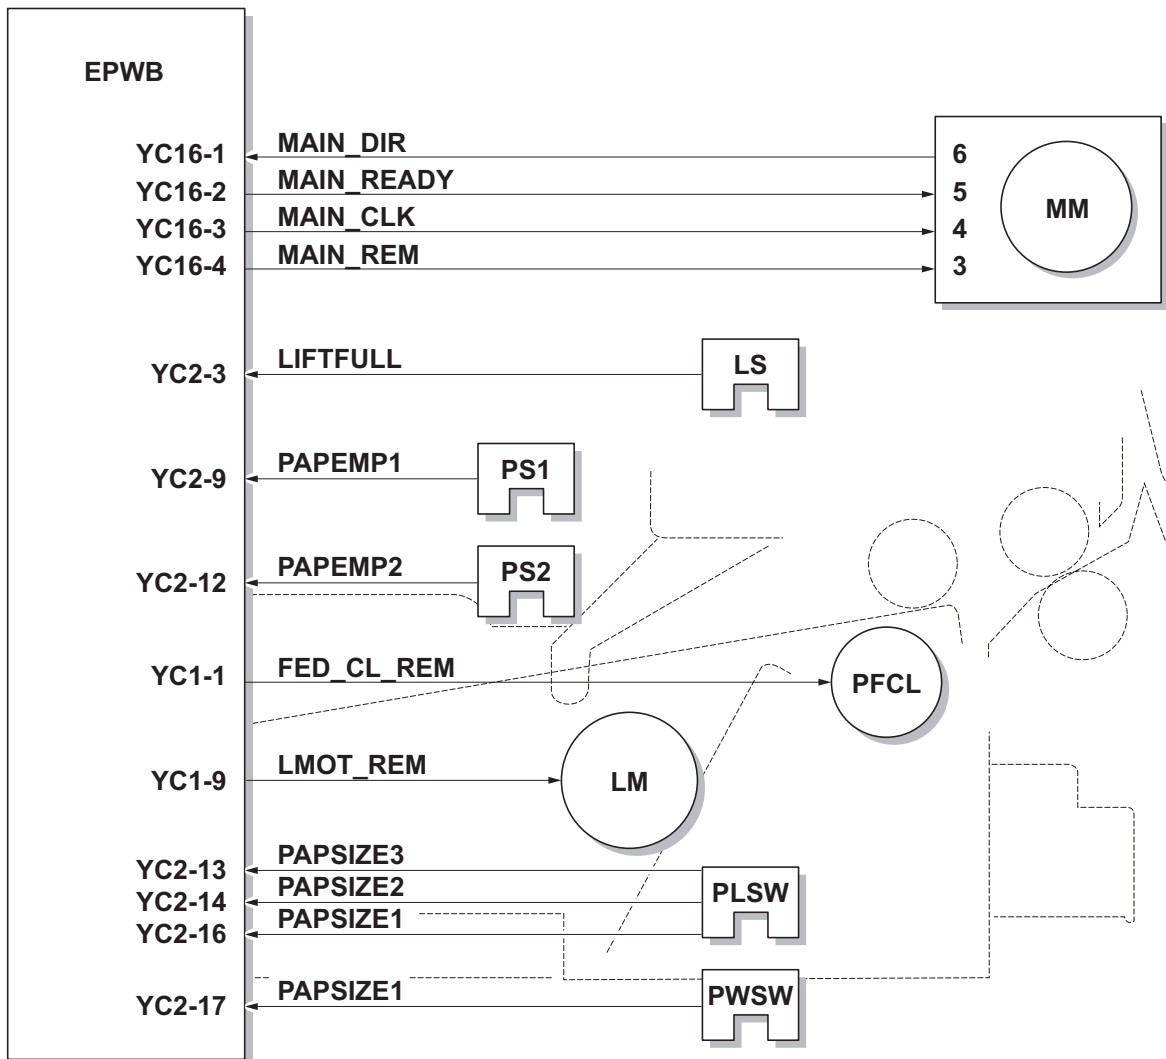 EPWB
YC16-1 MAIN_DIR 6
YC16-2 MAIN_READY 5
YC16-3 MAIN_CLK 4
YC16-4 MAIN_REM 3
MM
YC2-3 LIFTFULL LS
YC2-9 PAPEMP1 PS1
YC2-12 PAPEMP2 PS2
YC1-1 FED_CL_REM PFCL
YC1-9 LMOT_REM LM
YC2-13 PAPSIZE3
YC2-14 PAPSIZE2 PLSW
YC2-16 PAPSIZE1
YC2-17 PAPSIZE1 PWSW